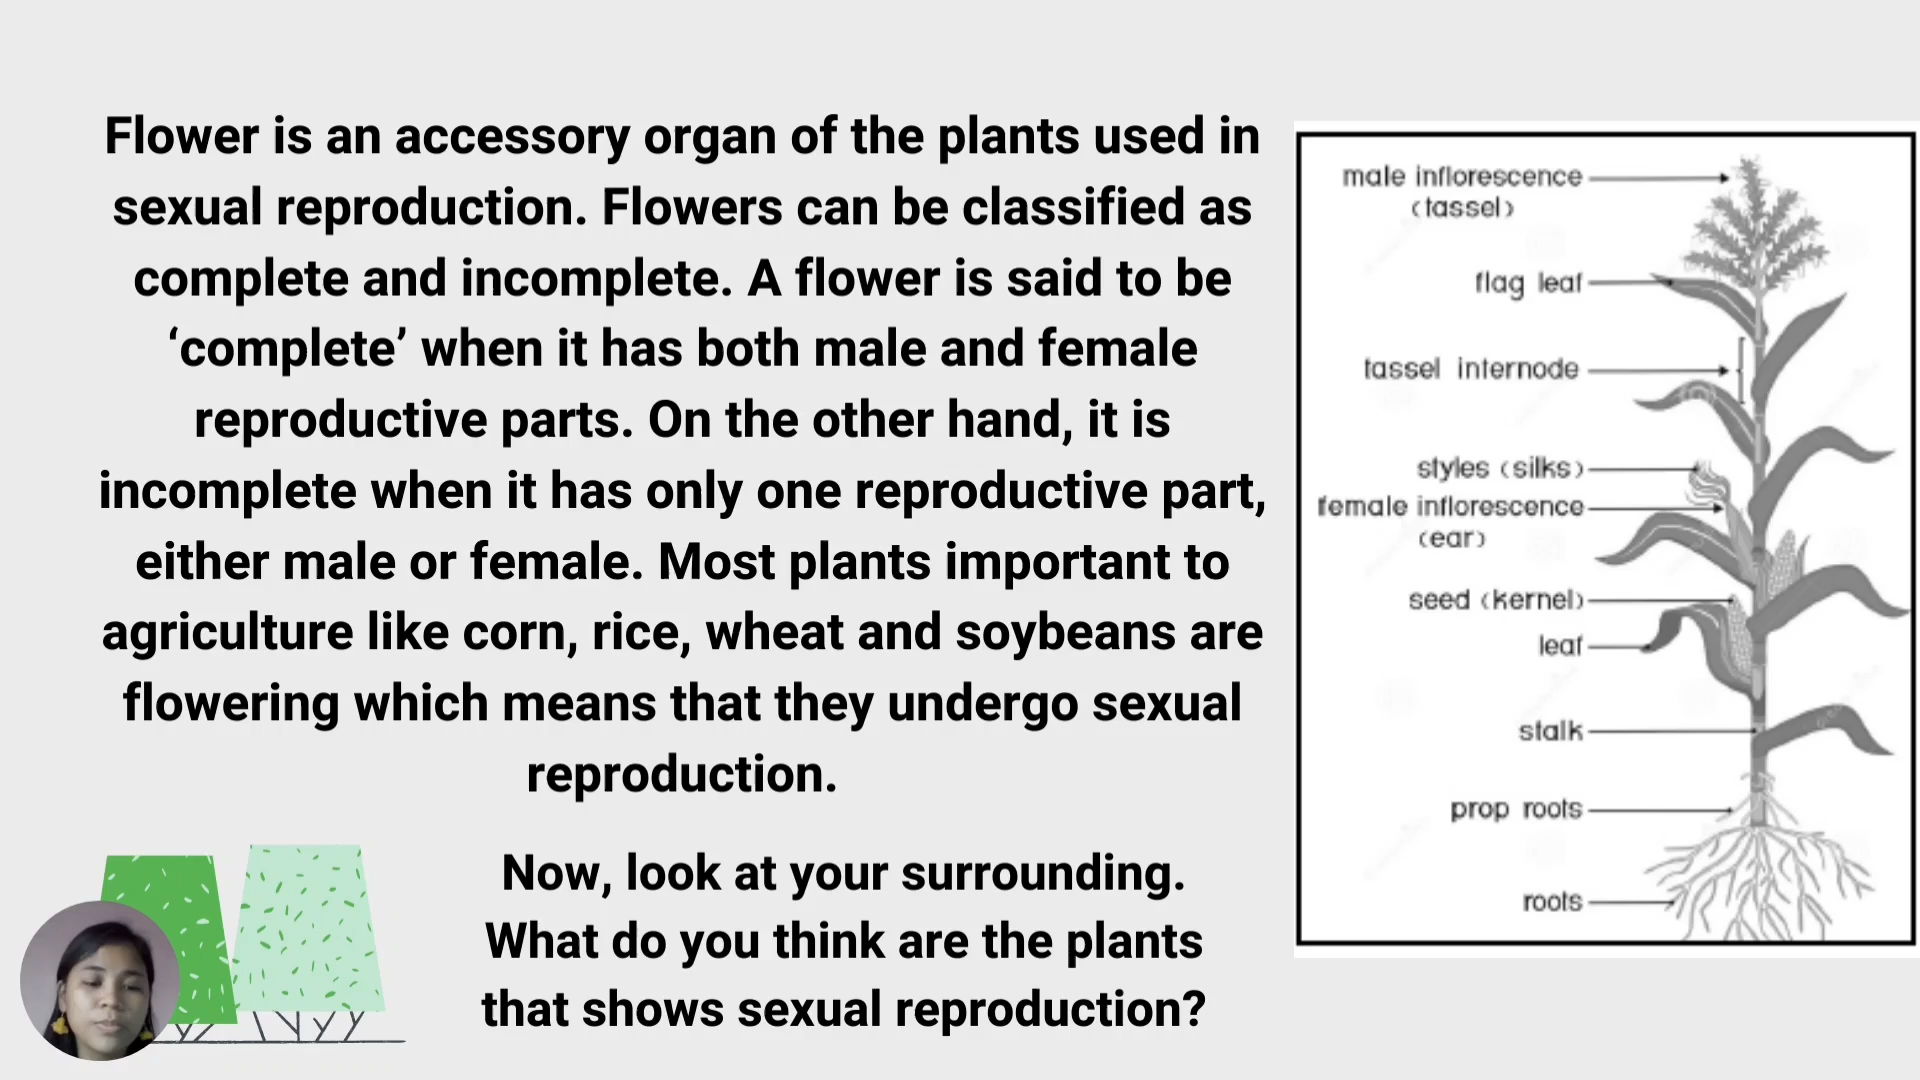 Flower is an accessory organ of the plants used in
sexual reproduction. Flowers can be classified as
complete and incomplete. A flower is said to be
‘complete’ when it has both male and female
reproductive parts. On the other hand, it is
incomplete when it has only one reproductive part,
either male or female. Most plants important to
agriculture like corn, rice, wheat and soybeans are
flowering which means that they undergo sexual
reproduction.
Now, look at your surrounding.
What do you think are the plants
that shows sexual reproduction?
male inflorescence
(tassel)
flag leaf
tassel internode
styles (silks)
female inflorescence
(ear)
seed (kernel)
leaf
stalk
prop roots
roots